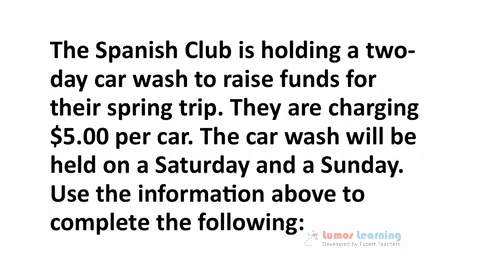 The Spanish Club is holding a two-
day car wash to raise funds for
their spring trip. They are charging
$5.00 per car. The car wash will be
held on a Saturday and a Sunday.
Use the information above to
complete the following:
Lumos Learning
Developed by Expert Teachers